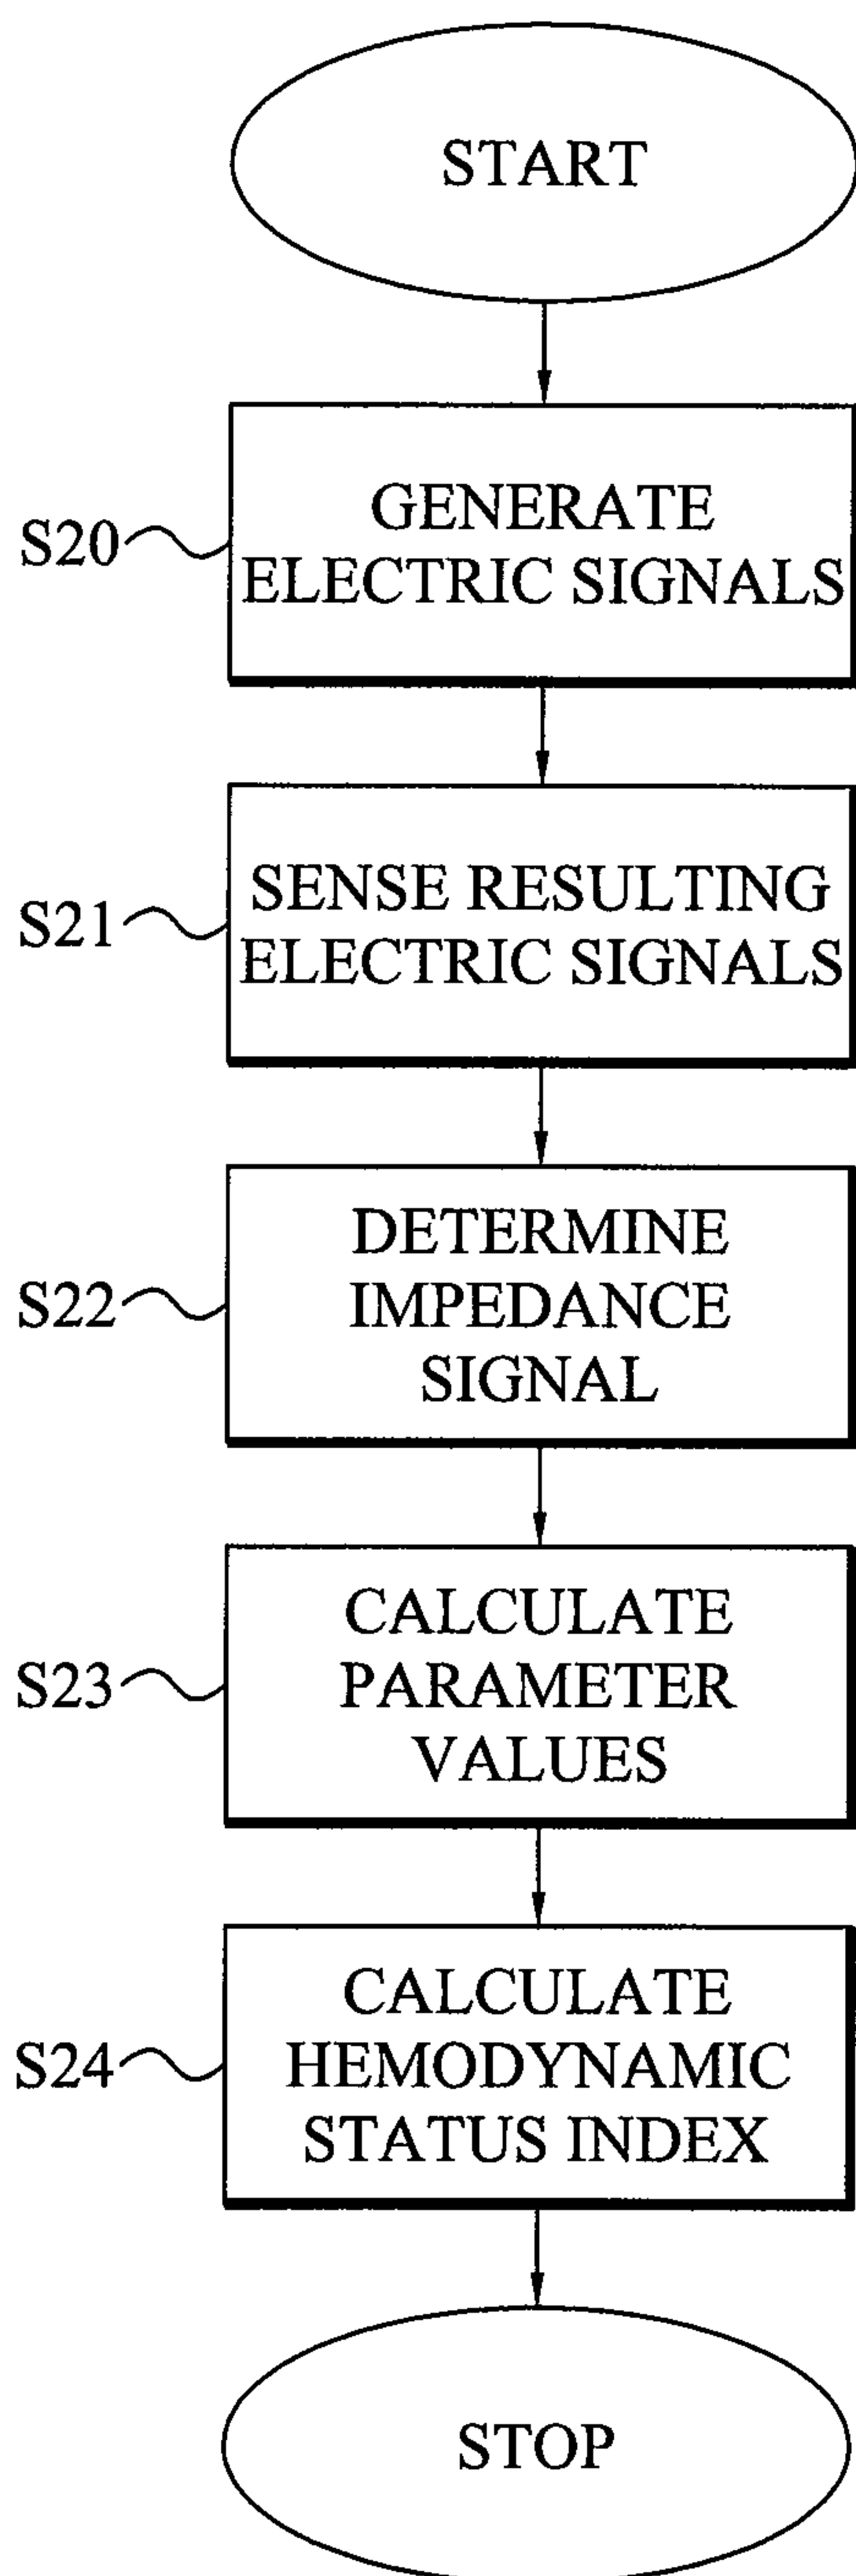 START
S20
GENERATE
ELECTRIC SIGNALS
S21
SENSE RESULTING
ELECTRIC SIGNALS
S22
DETERMINE
IMPEDANCE
SIGNAL
S23
CALCULATE
PARAMETER
VALUES
S24
CALCULATE
HEMODYNAMIC
STATUS INDEX
STOP